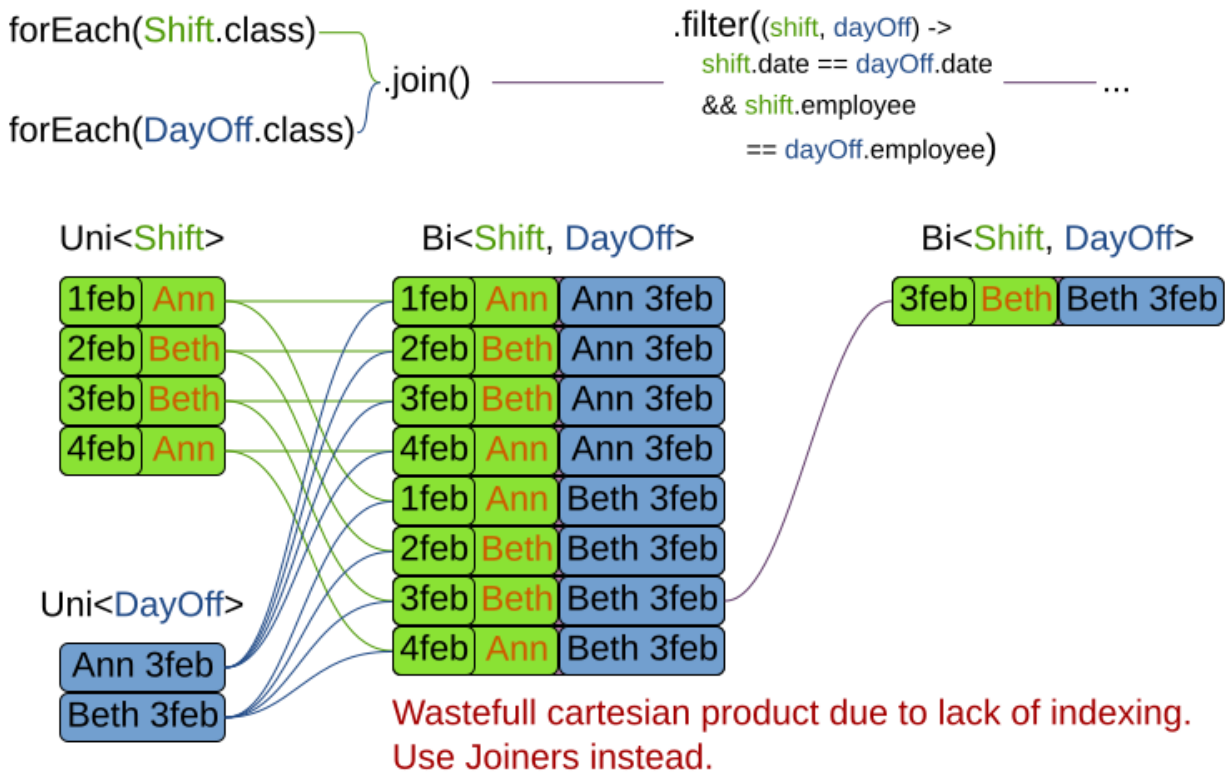 forEach(Shift.class)
forEach(DayOff.class)
.join()
.filter((shift, dayOff) ->
shift.date == dayOff.date
&& shift.employee
== dayOff.employee)
...
Uni<Shift>
1feb Ann
2feb Beth
3feb Beth
4feb Ann
Uni<DayOff>
Ann 3feb
Beth 3feb
Bi<Shift, DayOff>
1feb Ann Ann 3feb
2feb Beth Ann 3feb
3feb Beth Ann 3feb
4feb Ann Ann 3feb
1feb Ann Beth 3feb
2feb Beth Beth 3feb
3feb Beth Beth 3feb
4feb Ann Beth 3feb
Bi<Shift, DayOff>
3feb Beth Beth 3feb
Wastefull cartesian product due to lack of indexing.
Use Joiners instead.